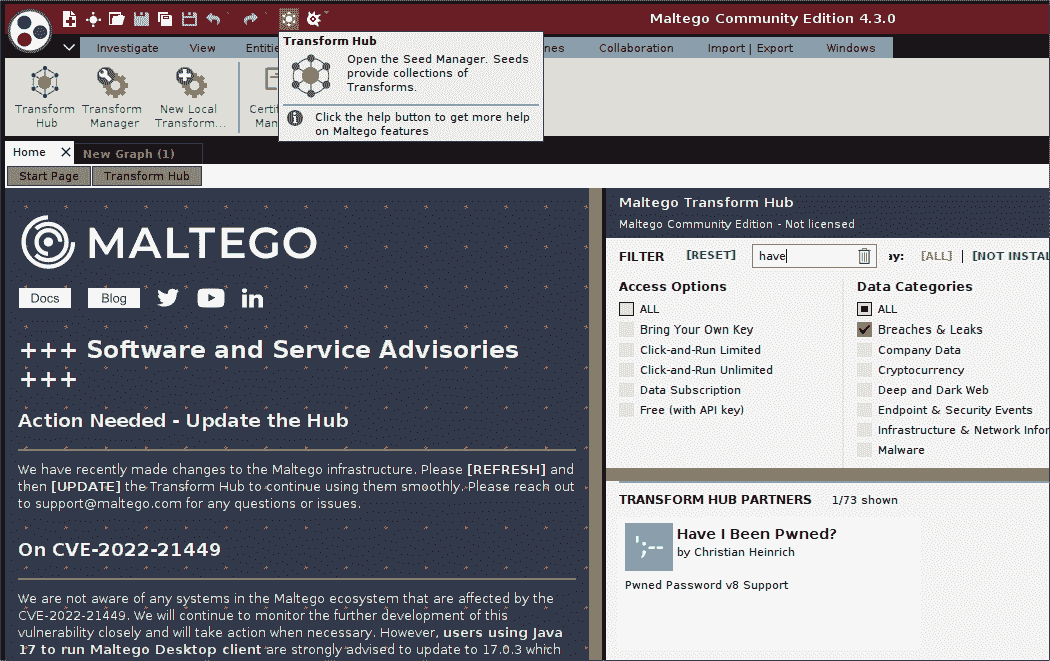 Maltego Community Edition 4.3.0
Investigate View Entitie nes Collaboration Import | Export Windows
Transform Hub
Open the Seed Manager. Seeds
provide collections of
Transforms.
Click the help button to get more help
on Maltego features
Transform
Hub
Transform
Manager
New Local
Transform...
Certif
Man
Home
New Graph (1)
Start Page
Transform Hub
MALTEGO
Docs
Blog
+++ Software and Service Advisories
+++
Action Needed - Update the Hub
We have recently made changes to the Maltego infrastructure. Please [REFRESH] and
then [UPDATE] the Transform Hub to continue using them smoothly. Please reach out
to support@maltego.com for any questions or issues.
On CVE-2022-21449
We are not aware of any systems in the Maltego ecosystem that are affected by the
CVE-2022-21449. We will continue to monitor the further development of this
vulnerability closely and will take action when necessary. However, users using Java
17 to run Maltego Desktop client are strongly advised to update to 17.0.3 which
Maltego Transform Hub
Maltego Community Edition - Not licensed
FILTER [RESET] have ay: [ALL] | [NOT INSTAL
Access Options
ALL
Bring Your Own Key
Click-and-Run Limited
Click-and-Run Unlimited
Data Subscription
Free (with API key)
Data Categories
ALL
Breaches & Leaks
Company Data
Cryptocurrency
Deep and Dark Web
Endpoint & Security Events
Infrastructure & Network Infor
Malware
TRANSFORM HUB PARTNERS 1/73 shown
';--
Have I Been Pwned?
by Christian Heinrich
Pwned Password v8 Support